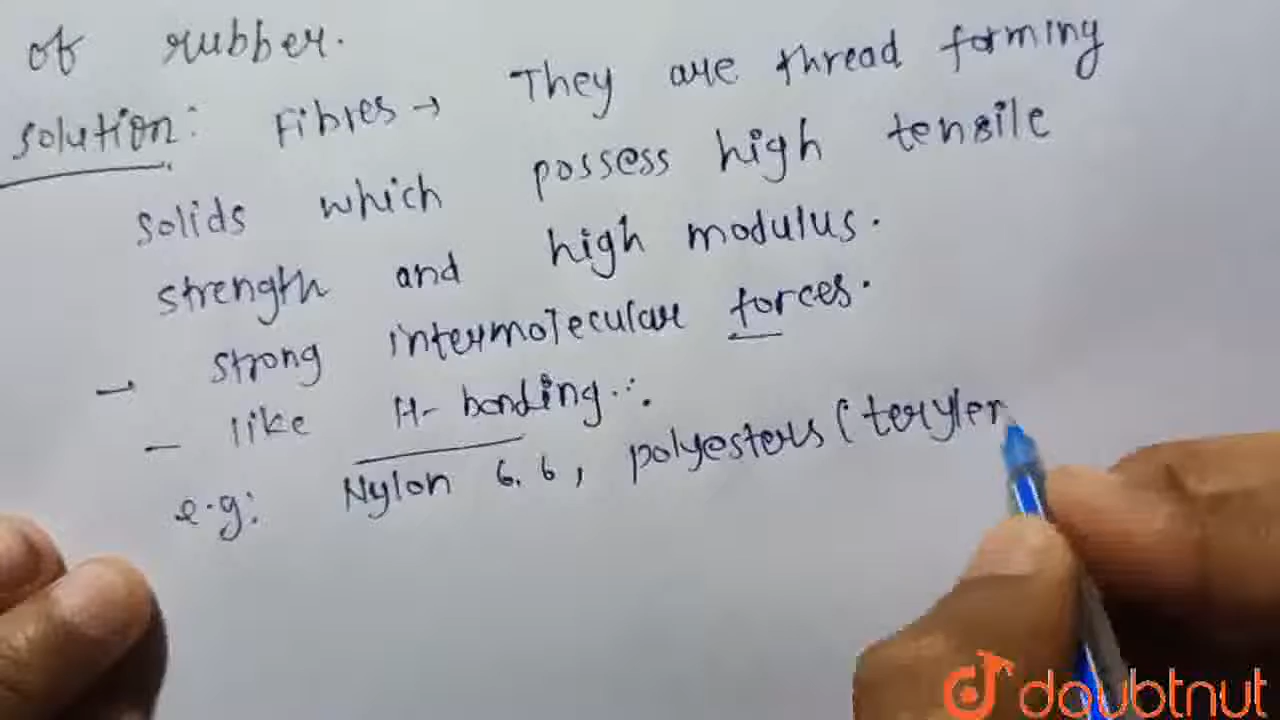 of rubber.
Solution: Fibres → They are thread forming
solids which possess high tensile
strength and high modulus.
- strong intermolecular forces.
- like H- bonding.
e.g: Nylon 6.6, polyesters (terylen
doubtnut